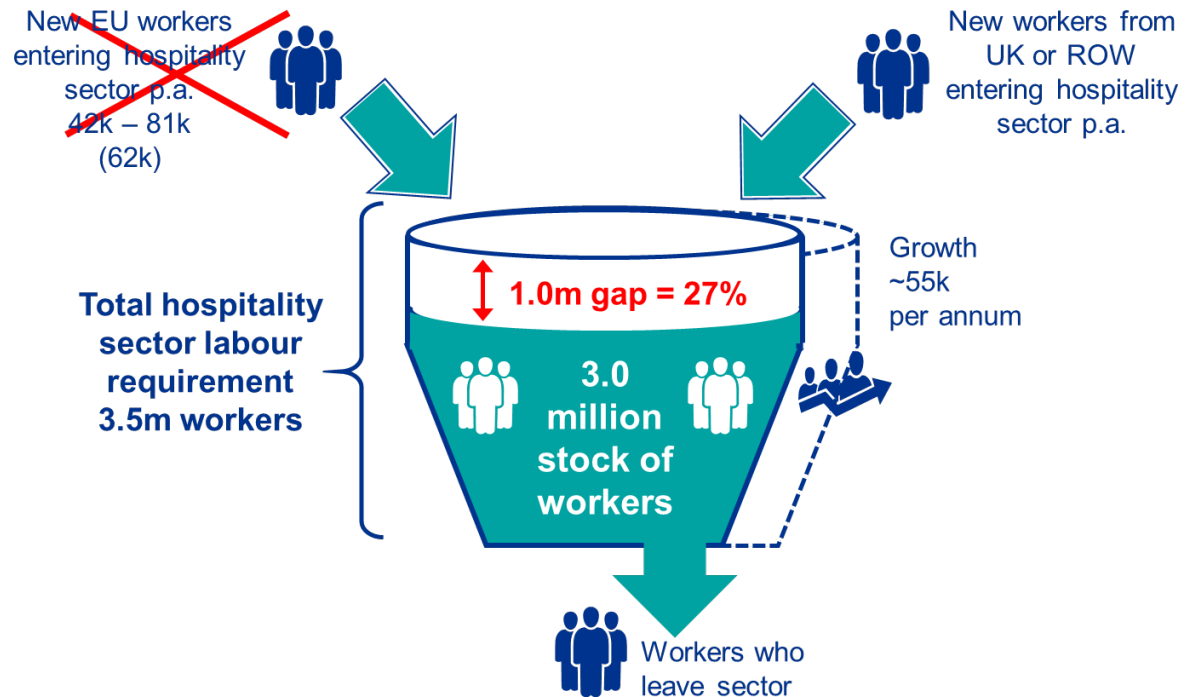 New EU workers
entering hospitality
sector p.a.
42k – 81k
(62k)
New workers from
UK or ROW
entering hospitality
sector p.a.
Total hospitality
sector labour
requirement
3.5m workers
1.0m gap = 27%
3.0
million
stock of
workers
Growth
~55k
per annum
Workers who
leave sector